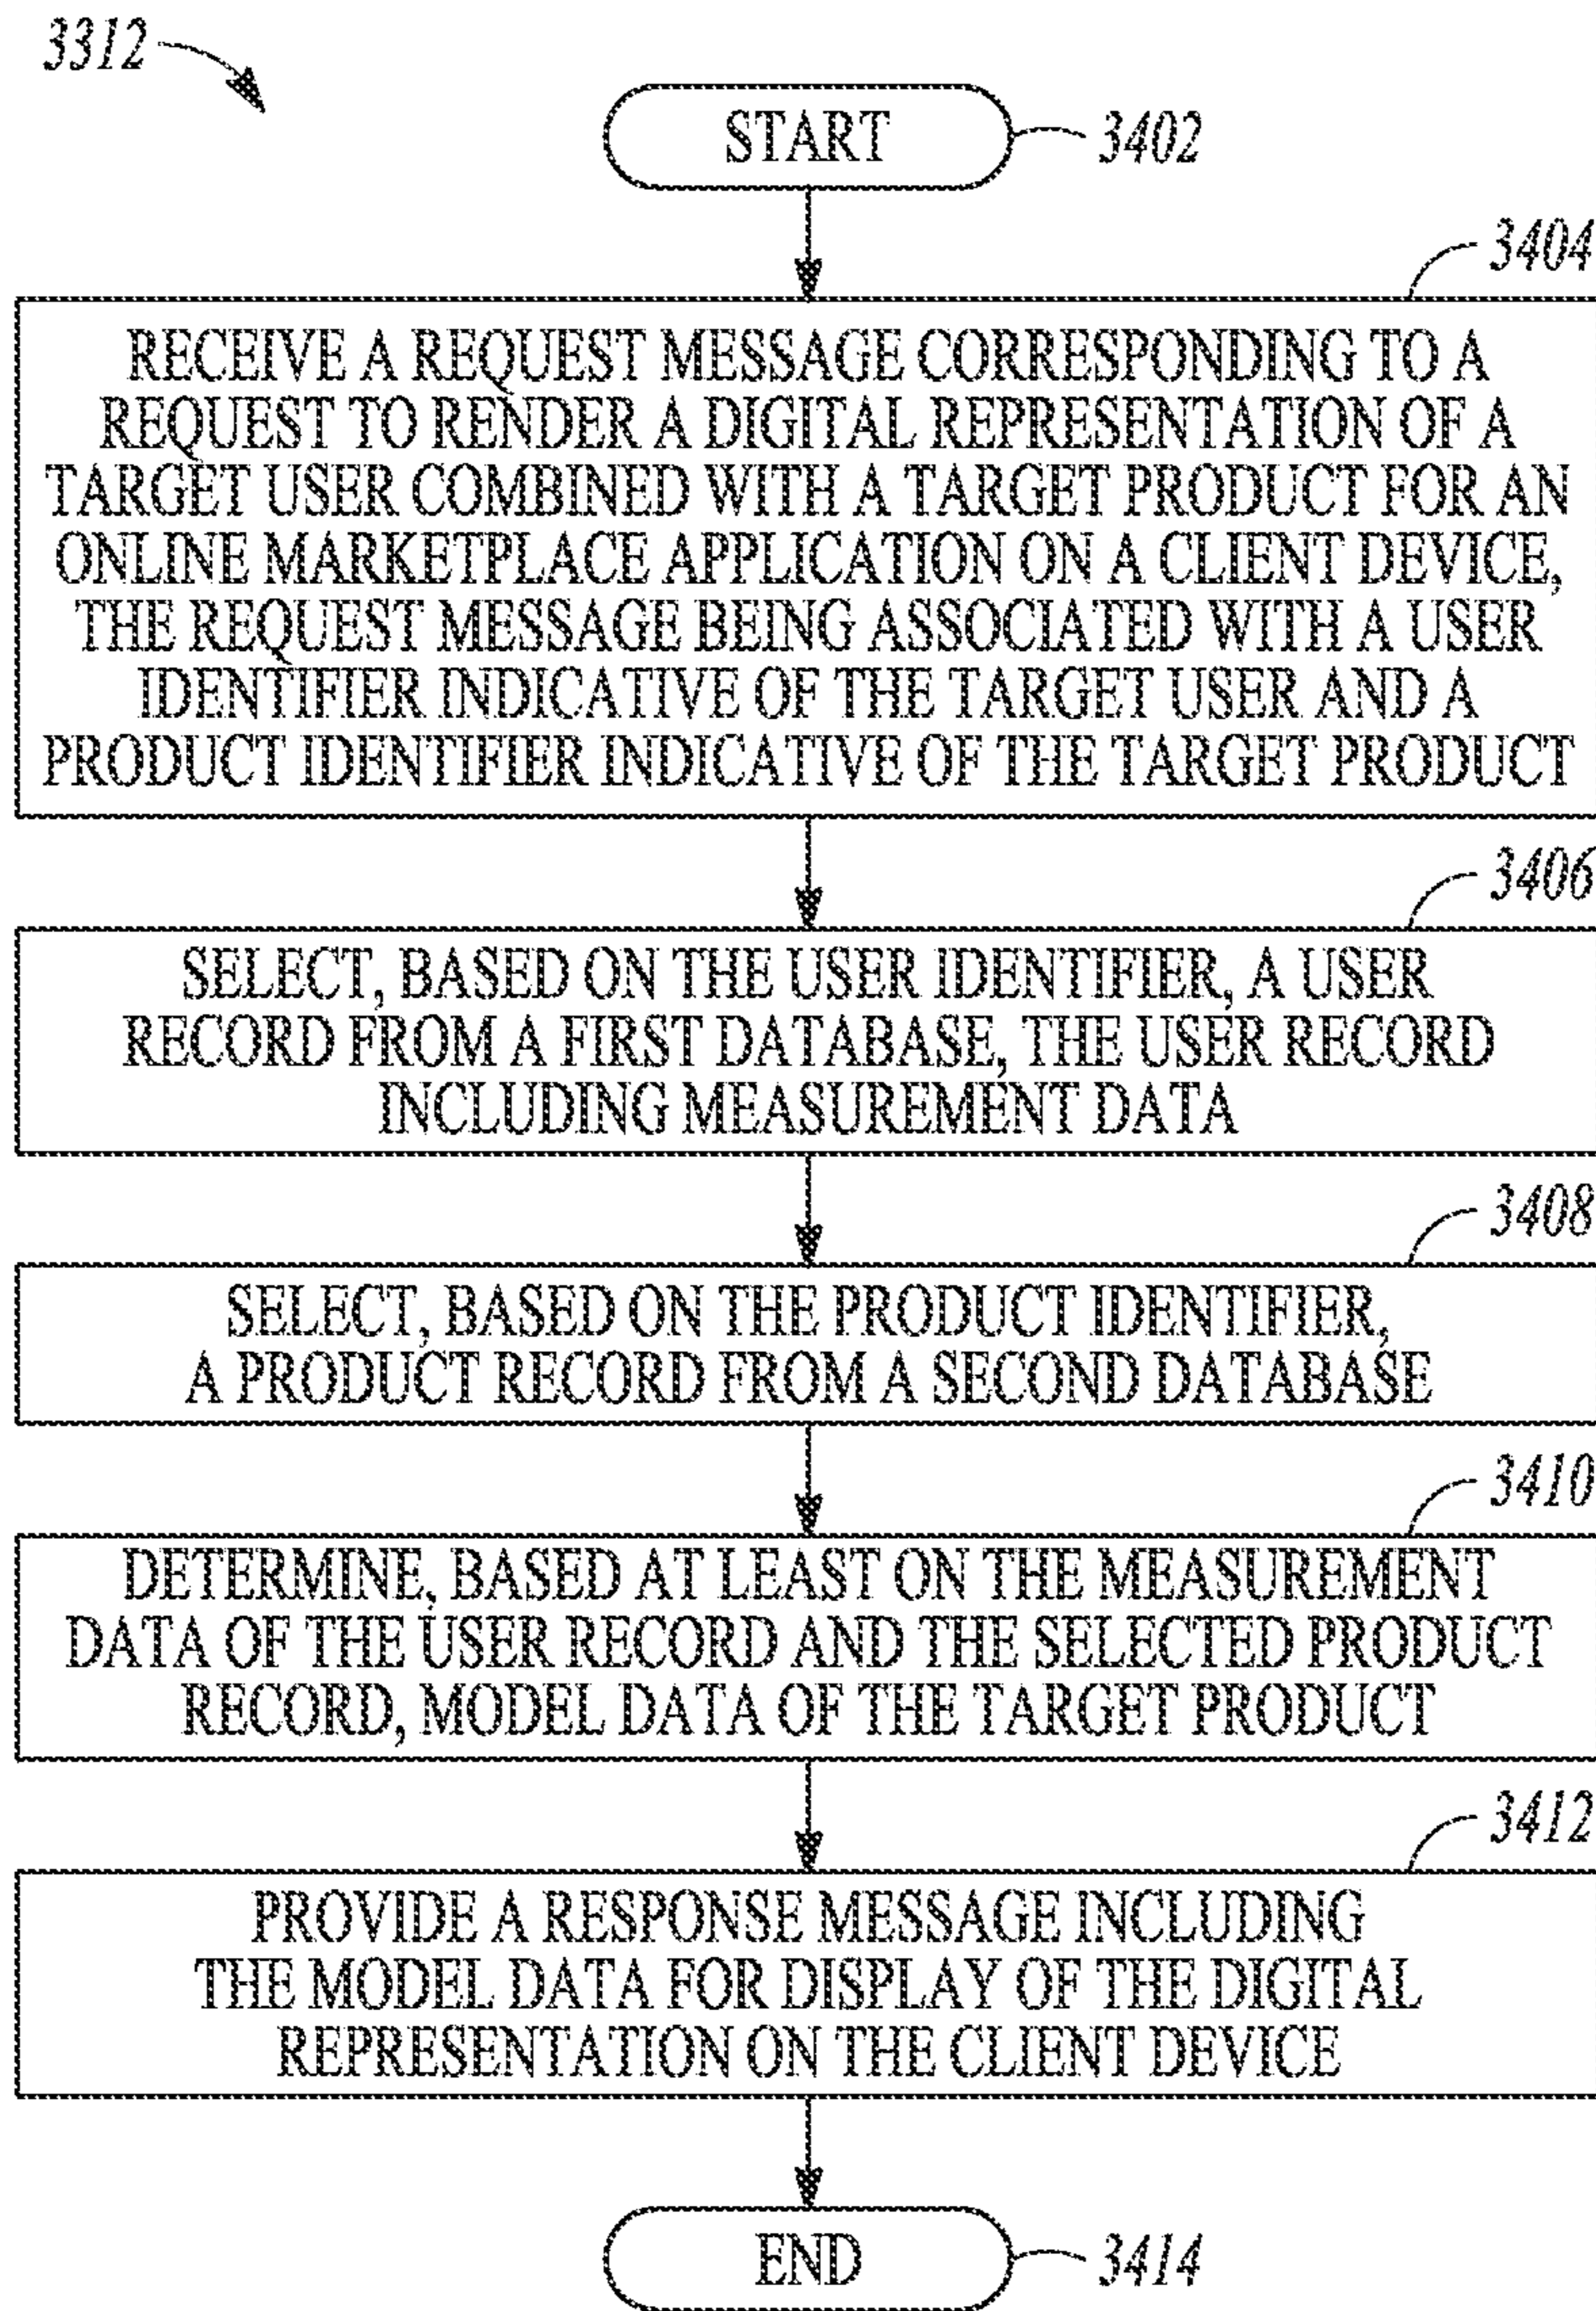 3312
START
3402
3404
RECEIVE A REQUEST MESSAGE CORRESPONDING TO A
REQUEST TO RENDER A DIGITAL REPRESENTATION OF A
TARGET USER COMBINED WITH A TARGET PRODUCT FOR AN
ONLINE MARKETPLACE APPLICATION ON A CLIENT DEVICE,
THE REQUEST MESSAGE BEING ASSOCIATED WITH A USER
IDENTIFIER INDICATIVE OF THE TARGET USER AND A
PRODUCT IDENTIFIER INDICATIVE OF THE TARGET PRODUCT
3406
SELECT, BASED ON THE USER IDENTIFIER, A USER
RECORD FROM A FIRST DATABASE, THE USER RECORD
INCLUDING MEASUREMENT DATA
3408
SELECT, BASED ON THE PRODUCT IDENTIFIER,
A PRODUCT RECORD FROM A SECOND DATABASE
3410
DETERMINE, BASED AT LEAST ON THE MEASUREMENT
DATA OF THE USER RECORD AND THE SELECTED PRODUCT
RECORD, MODEL DATA OF THE TARGET PRODUCT
3412
PROVIDE A RESPONSE MESSAGE INCLUDING
THE MODEL DATA FOR DISPLAY OF THE DIGITAL
REPRESENTATION ON THE CLIENT DEVICE
END
3414